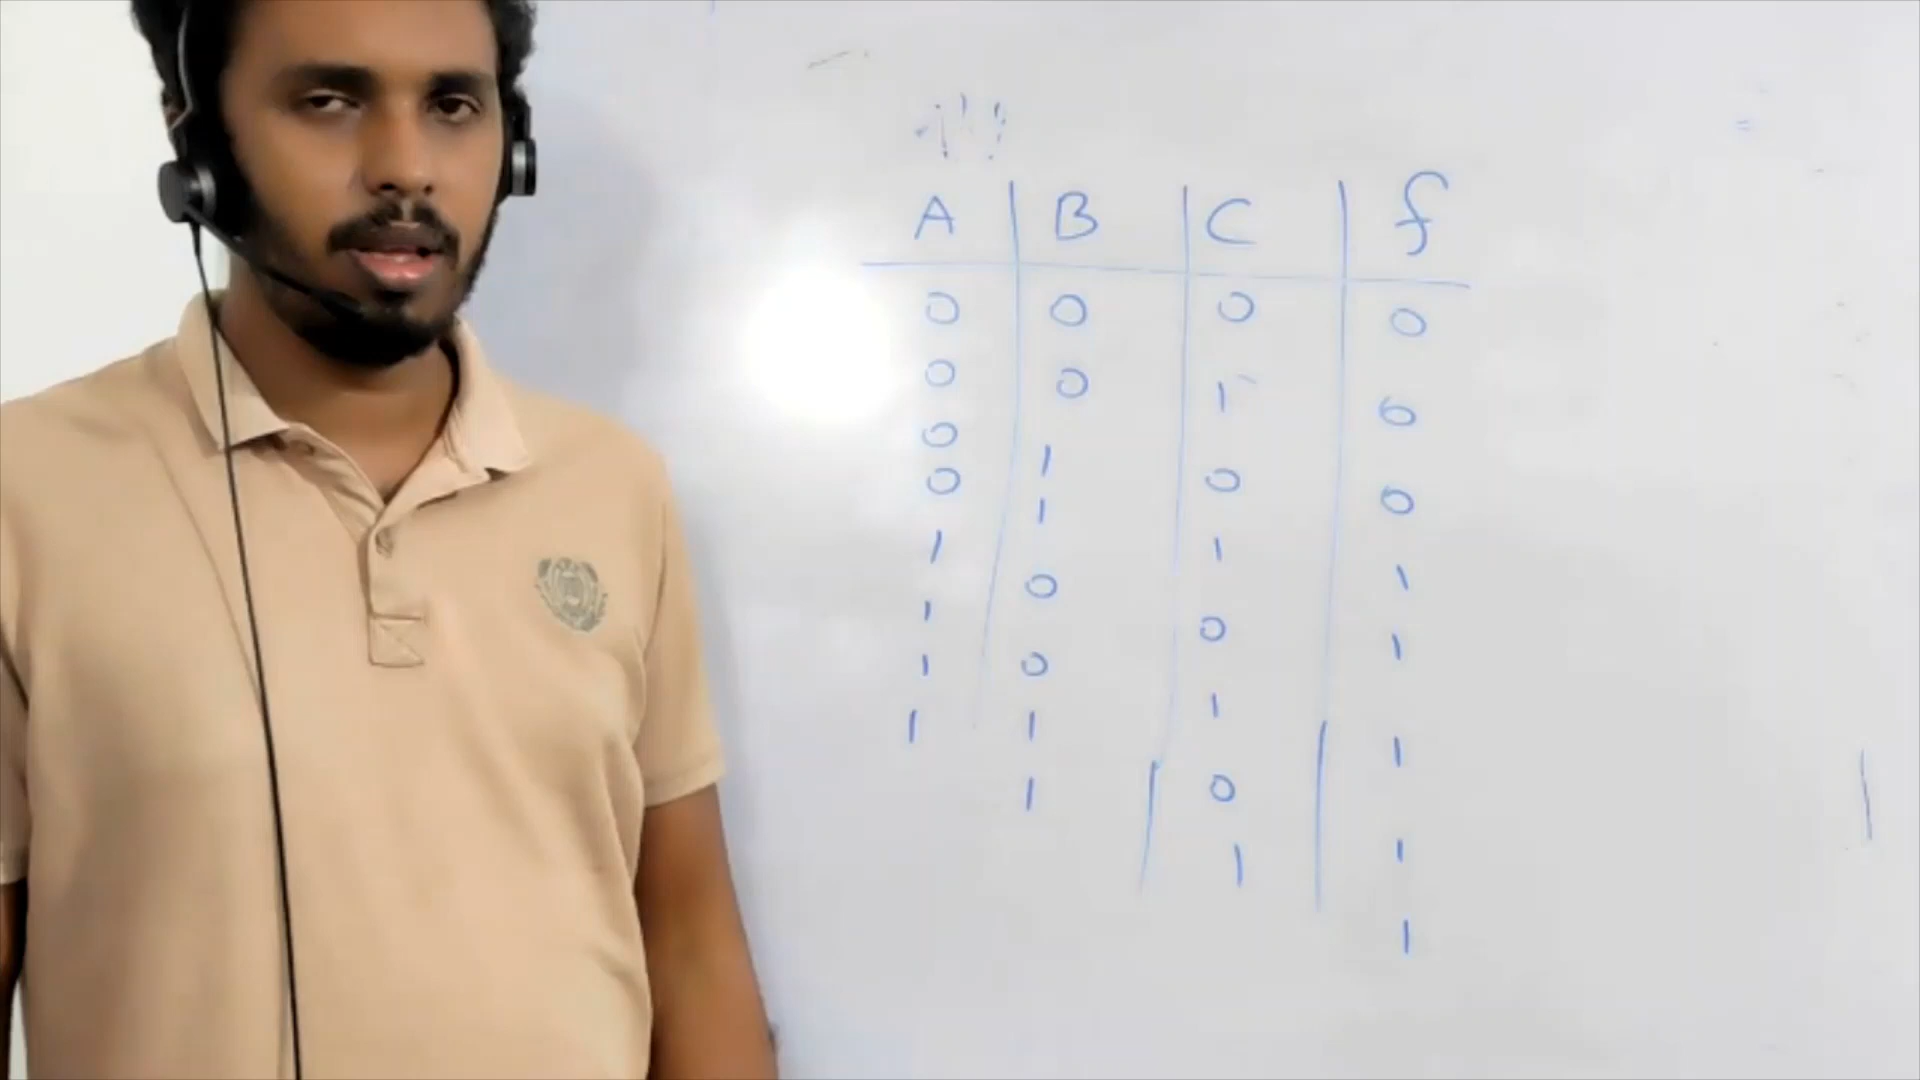 A B C f
0 0 0 0
0 0 1 0
0 1 0 0
0 1 1 1
1 0 0 1
1 0 1 1
1 1 0 1
1 1 1 1